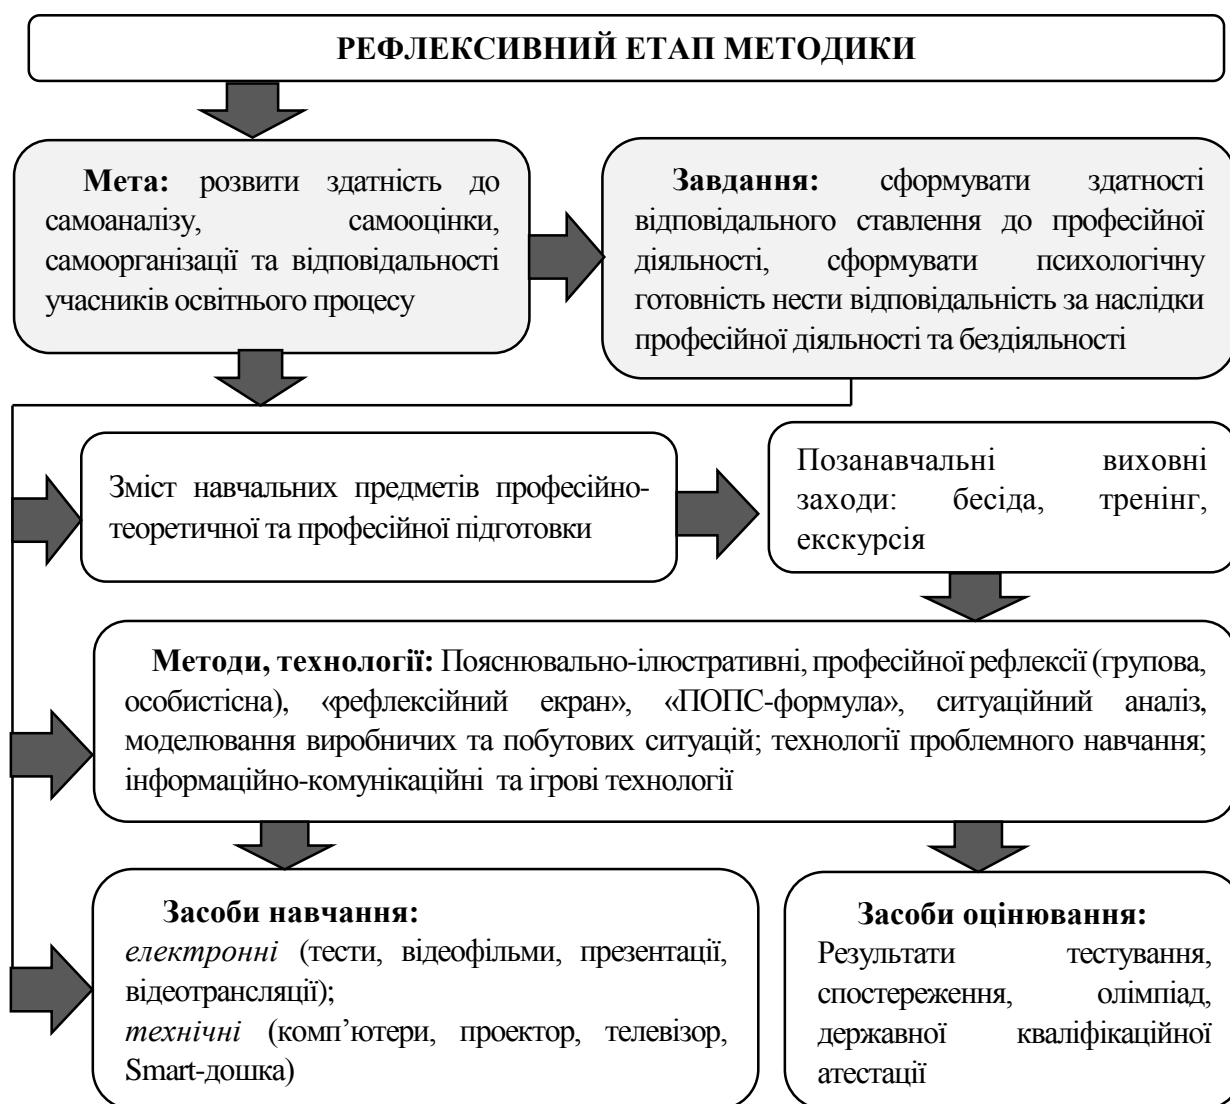 РЕФЛЕКСИВНИЙ ЕТАП МЕТОДИКИ
Мета: розвити здатність до
самоаналізу, самооцінки,
самоорганізації та відповідальності
учасників освітнього процесу
Завдання: сформувати здатності
відповідального ставлення до професійної
діяльності, сформувати психологічну
готовність нести відповідальність за наслідки
професійної діяльності та бездіяльності
Зміст навчальних предметів професійно-
теоретичної та професійної підготовки
Позанавчальні виховні
заходи: бесіда, тренінг,
екскурсія
Методи, технології: Пояснювально-ілюстративні, професійної рефлексії (групова,
особистісна), «рефлексійний екран», «ПОПС-формула», ситуаційний аналіз,
моделювання виробничих та побутових ситуацій; технології проблемного навчання;
інформаційно-комунікаційні та ігрові технології
Засоби навчання:
електронні (тести, відеофільми, презентації,
відеотрансляції);
технічні (комп’ютери, проектор, телевізор,
Smart-дошка)
Засоби оцінювання:
Результати тестування,
спостереження, олімпіад,
державної кваліфікаційної
атестації